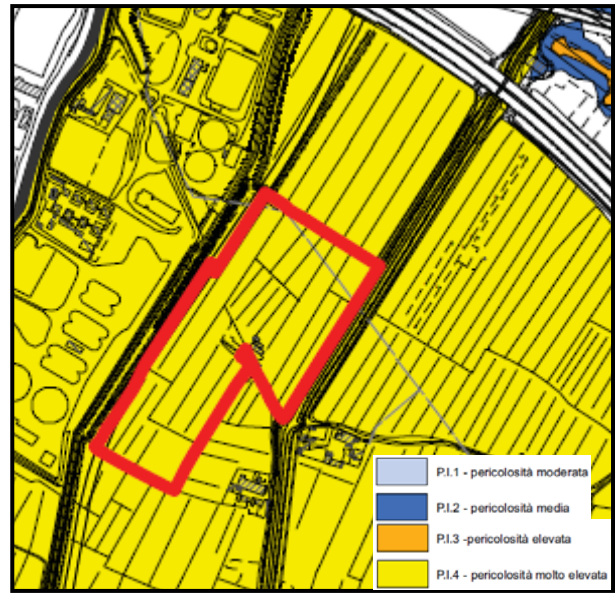 P.I.1 - pericolosità moderata
P.I.2 - pericolosità media
P.I.3 -pericolosità elevata
P.I.4 - pericolosità molto elevata